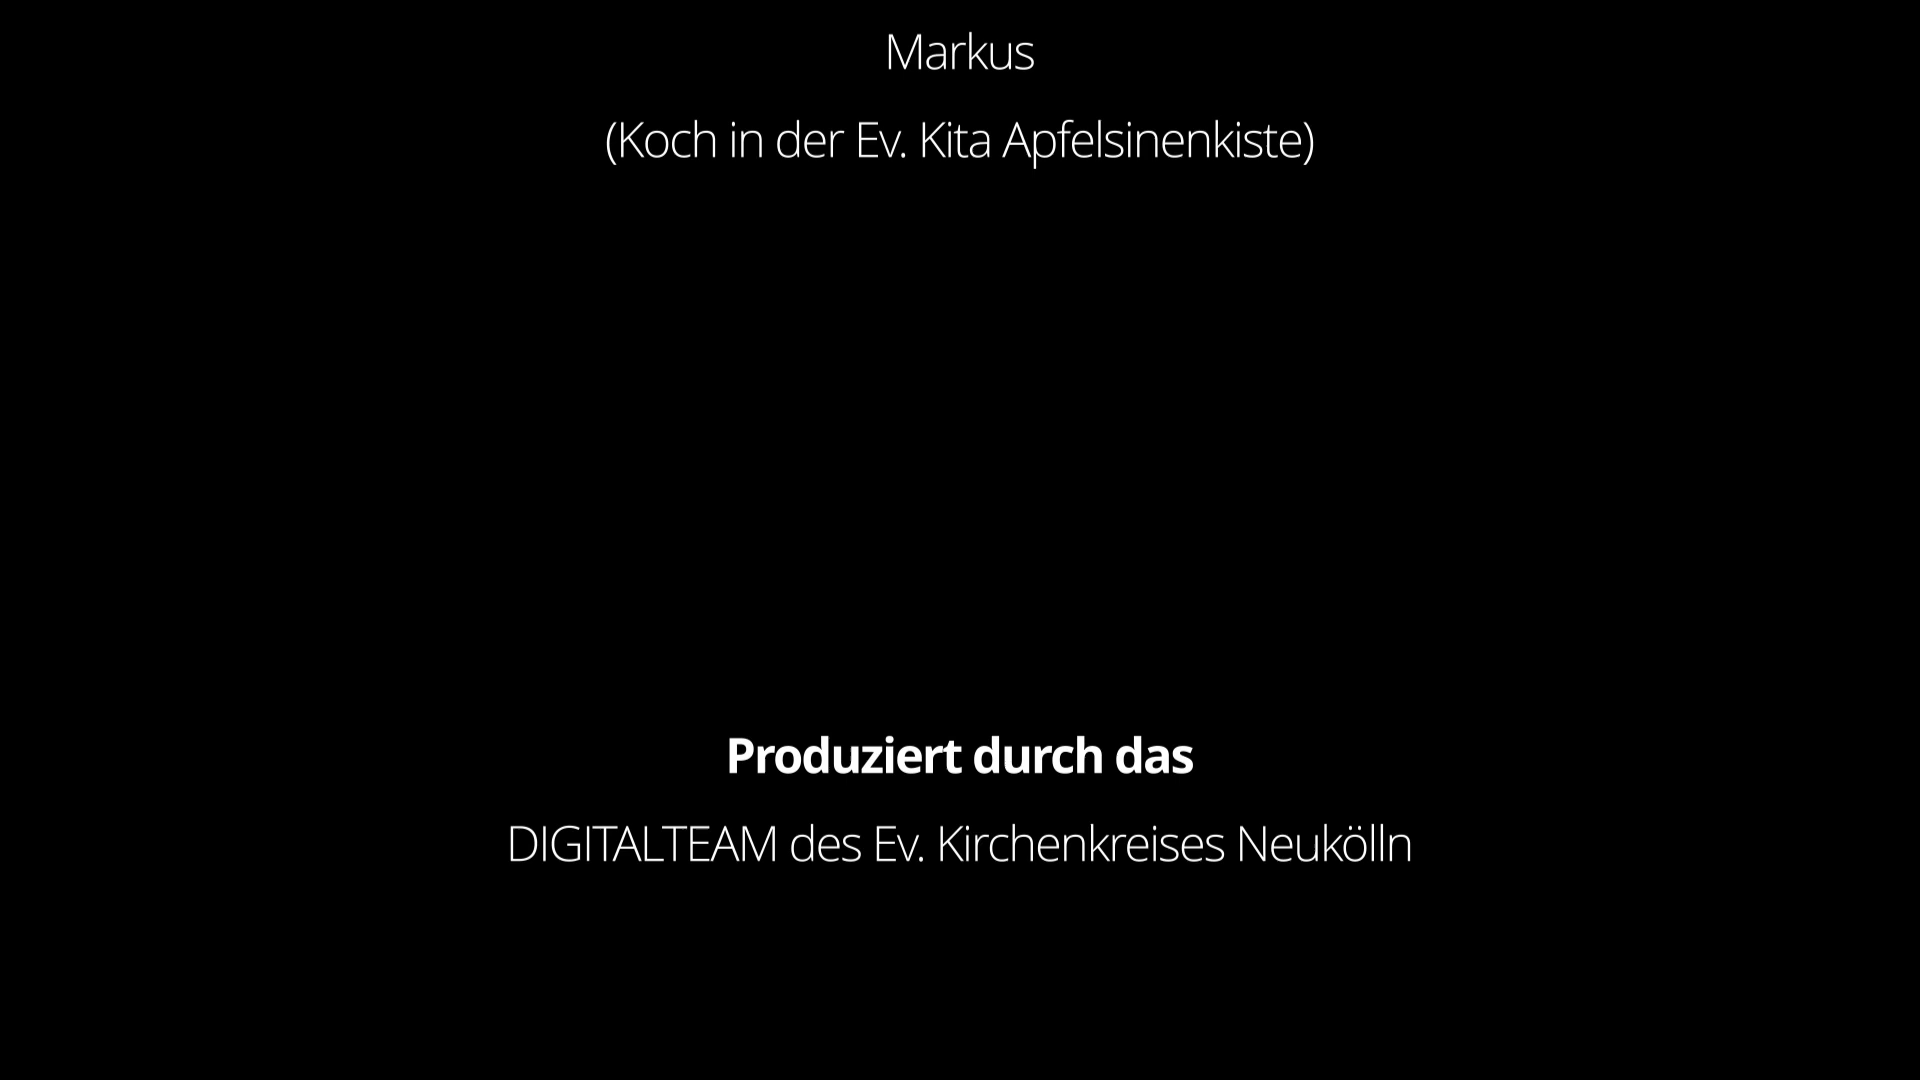 Markus
(Koch in der Ev. Kita Apfelsinenkiste)
Produziert durch das
DIGITALTEAM des Ev. Kirchenkreises Neukölln